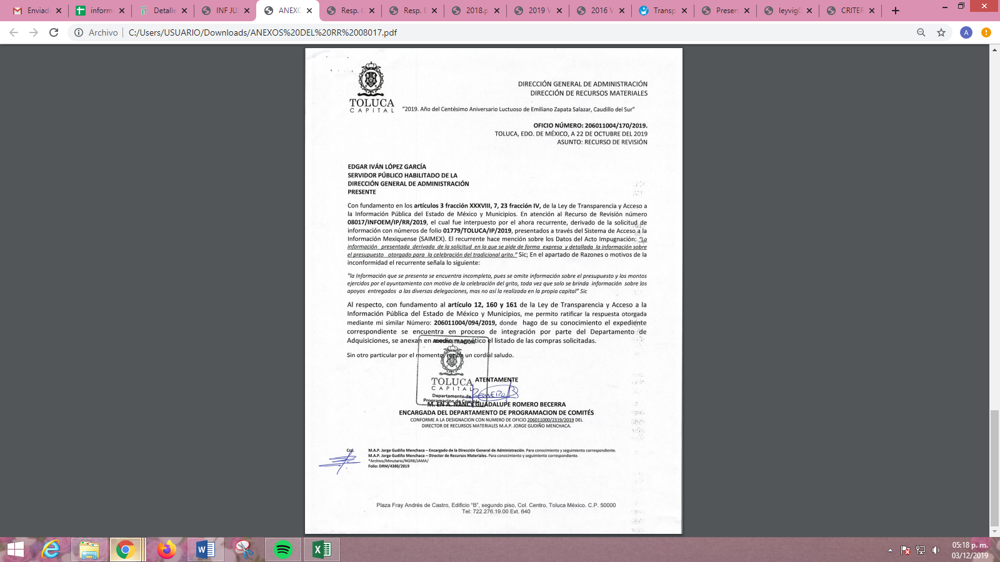 Enviad
inform
Detalle
INF JUS
ANEXO
Resp.
Resp. E
2018.p
2019 V
2016 V
Transp
Presen
leyvigC
CRITER
Archivo
C:/Users/USUARIO/Downloads/ANEXOS%20DEL%20RR%2008017.pdf
A
TOLUCA
CAPITAL
DIRECCIÓN GENERAL DE ADMINISTRACIÓN
DIRECCIÓN DE RECURSOS MATERIALES
“2019. Año del Centésimo Aniversario Luctuoso de Emiliano Zapata Salazar, Caudillo del Sur”
OFICIO NÚMERO: 206011004/170/2019.
TOLUCA, EDO. DE MÉXICO, A 22 DE OCTUBRE DEL 2019
ASUNTO: RECURSO DE REVISIÓN
EDGAR IVÁN LÓPEZ GARCÍA
SERVIDOR PÚBLICO HABILITADO DE LA
DIRECCIÓN GENERAL DE ADMINISTRACIÓN
PRESENTE
Con fundamento en los artículos 3 fracción XXXVIII, 7, 23 fracción IV, de la Ley de Transparencia y Acceso a
la Información Pública del Estado de México y Municipios. En atención al Recurso de Revisión número
08017/INFOEM/IP/RR/2019, el cual fue interpuesto por el ahora recurrente, derivado de la solicitud de
información con números de folio 01779/TOLUCA/IP/2019, presentados a través del Sistema de Acceso a la
Información Mexiquense (SAIMEX). El recurrente hace mención sobre los Datos del Acto Impugnación: “La
información presentada derivada de la solicitud en la que se pide de forma expresa y detallada la información sobre
el presupuesto otorgado para la celebración del tradicional grito.” Sic; En el apartado de Razones o motivos de la
inconformidad el recurrente señala lo siguiente:
“la Información que se presenta se encuentra incompleta, pues se omite información sobre el presupuesto y los montos
ejercidos por el ayuntamiento con motivo de la celebración del grito, toda vez que solo se brinda información sobre los
apoyos entregados a las diversas delegaciones, mas no así la realizada en la propia capital” Sic
Al respecto, con fundamento al artículo 12, 160 y 161 de la Ley de Transparencia y Acceso a la
Información Pública del Estado de México y Municipios, me permito ratificar la respuesta otorgada
mediante mi similar Número: 206011004/094/2019, donde hago de su conocimiento el expediente
correspondiente se encuentra en proceso de integración por parte del Departamento de
Adquisiciones, se anexan en medio magnético el listado de las compras solicitadas.
Sin otro particular por el momento, reciba un cordial saludo.
TOLUCA
CAPITAL
Departamento de
Programación de Comités
ATENTAMENTE
M. EN A. NANCY GUADALUPE ROMERO BECERRA
ENCARGADA DEL DEPARTAMENTO DE PROGRAMACION DE COMITÉS
CONFORME A LA DESIGNACION CON NUMERO DE OFICIO 206011000/2319/2019 DEL
DIRECTOR DE RECURSOS MATERIALES M.A.P. JORGE GUDIÑO MENCHACA.
Ccp. M.A.P. Jorge Gudiño Menchaca – Encargado de la Dirección General de Administración. Para conocimiento y seguimiento correspondiente.
M.A.P. Jorge Gudiño Menchaca – Director de Recursos Materiales. Para conocimiento y seguimiento correspondiente.
*Archivo/Minutario/NGRB/JAMA/
Folio: DRM/4380/2019
Plaza Fray Andrés de Castro, Edificio “B”, segundo piso, Col. Centro, Toluca México. C.P. 50000
Tel: 722.276.19.00 Ext. 640
05:18 p. m.
03/12/2019